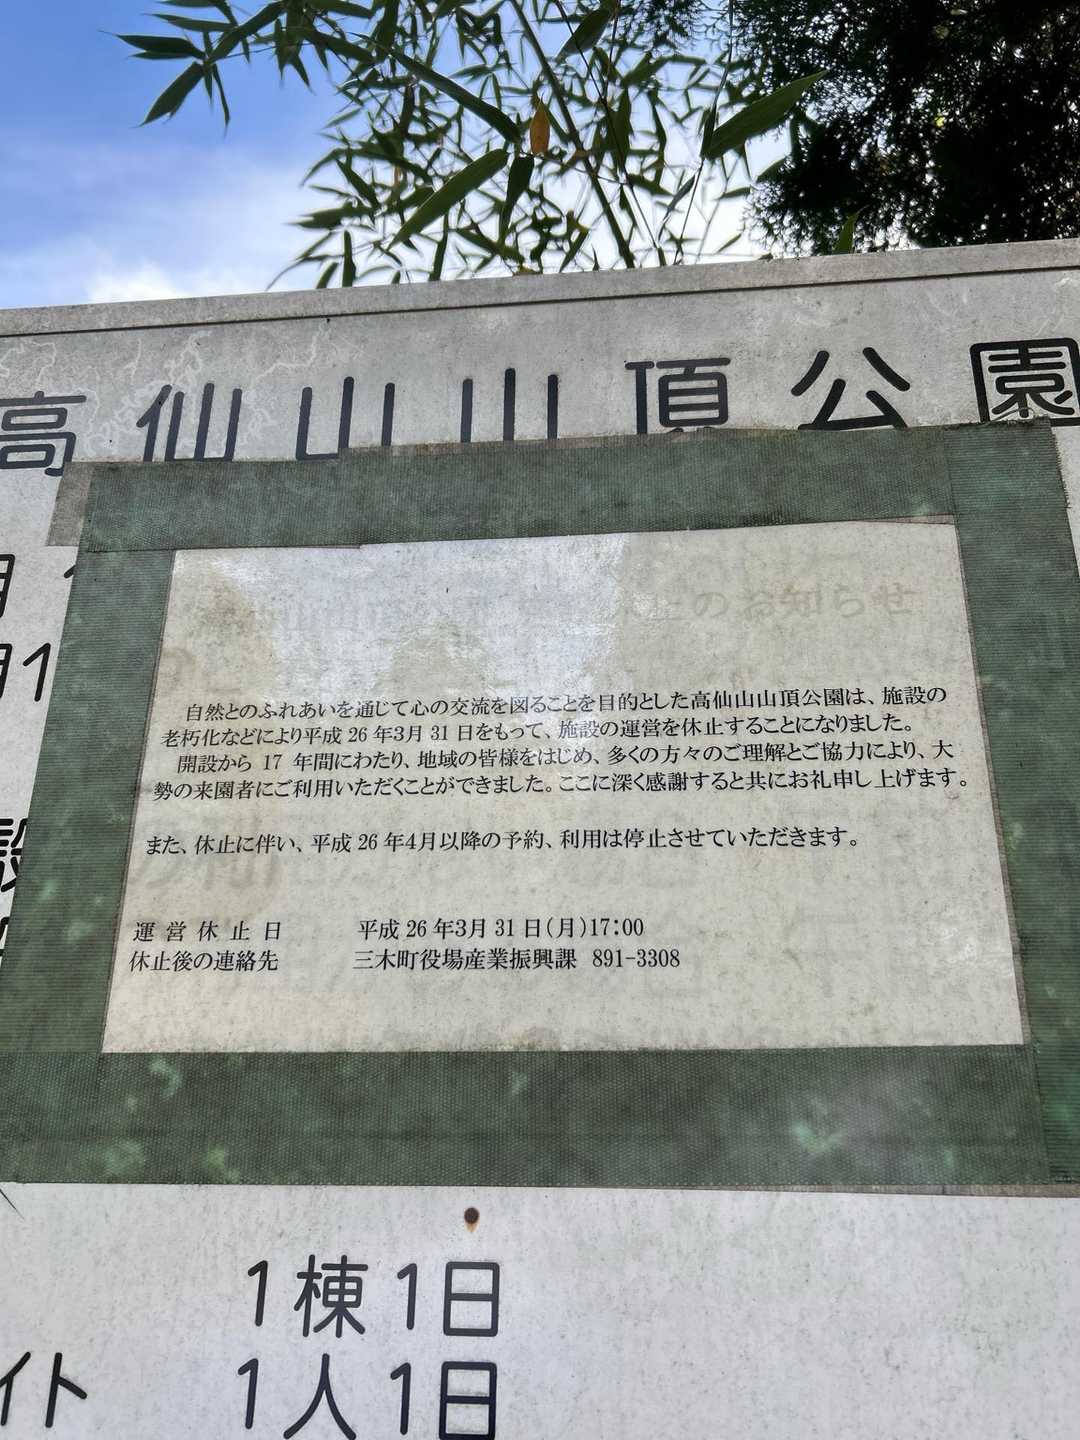 高仙山山頂公園
のお知らせ
自然とのふれあいを通じて心の交流を図ることを目的とした高仙山山頂公園は、施設の
老朽化などにより平成 26 年3月 31 日をもって、施設の運営を休止することになりました。
開設から 17 年間にわたり、地域の皆様をはじめ、多くの方々のご理解とご協力により、大
勢の来園者にご利用いただくことができました。ここに深く感謝すると共にお礼申し上げます。
また、休止に伴い、平成 26 年4月以降の予約、利用は停止させていただきます。
運営休止日 平成 26 年3月 31 日(月)17:00
休止後の連絡先 三木町役場産業振興課 891-3308
1棟1日
イト 1人1日